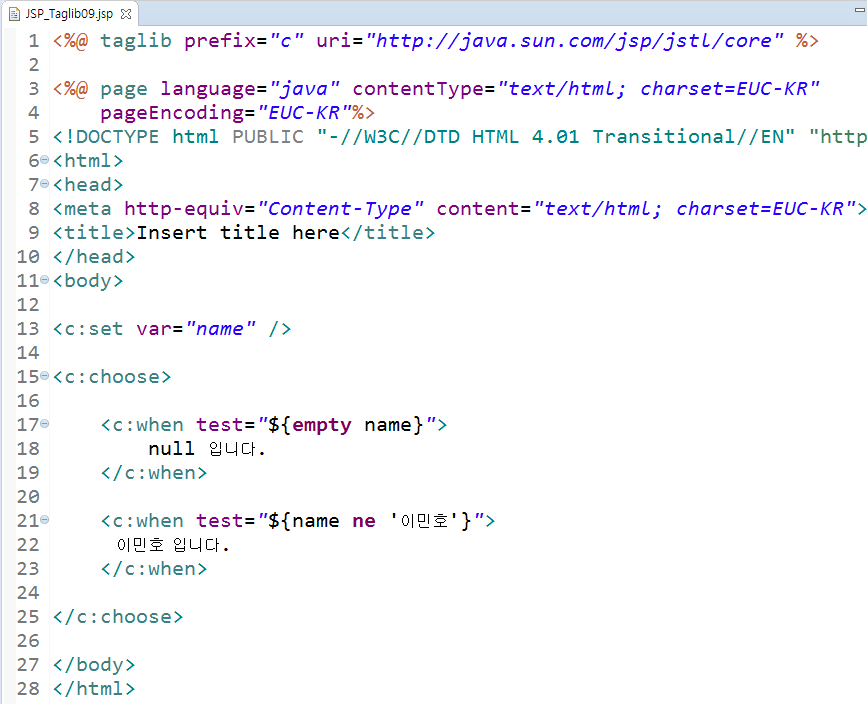 JSP_Taglib09.jsp
1 <%@ taglib prefix="c" uri="http://java.sun.com/jsp/jstl/core" %>
2
3 <%@ page language="java" contentType="text/html; charset=EUC-KR"
4     pageEncoding="EUC-KR"%>
5 <!DOCTYPE html PUBLIC "-//W3C//DTD HTML 4.01 Transitional//EN" "http
6 <html>
7 <head>
8 <meta http-equiv="Content-Type" content="text/html; charset=EUC-KR">
9 <title>Insert title here</title>
10 </head>
11 <body>
12
13 <c:set var="name" />
14
15 <c:choose>
16
17     <c:when test="${empty name}">
18         null 입니다.
19     </c:when>
20
21     <c:when test="${name ne '이민호'}">
22      이민호 입니다.
23     </c:when>
24
25 </c:choose>
26
27 </body>
28 </html>